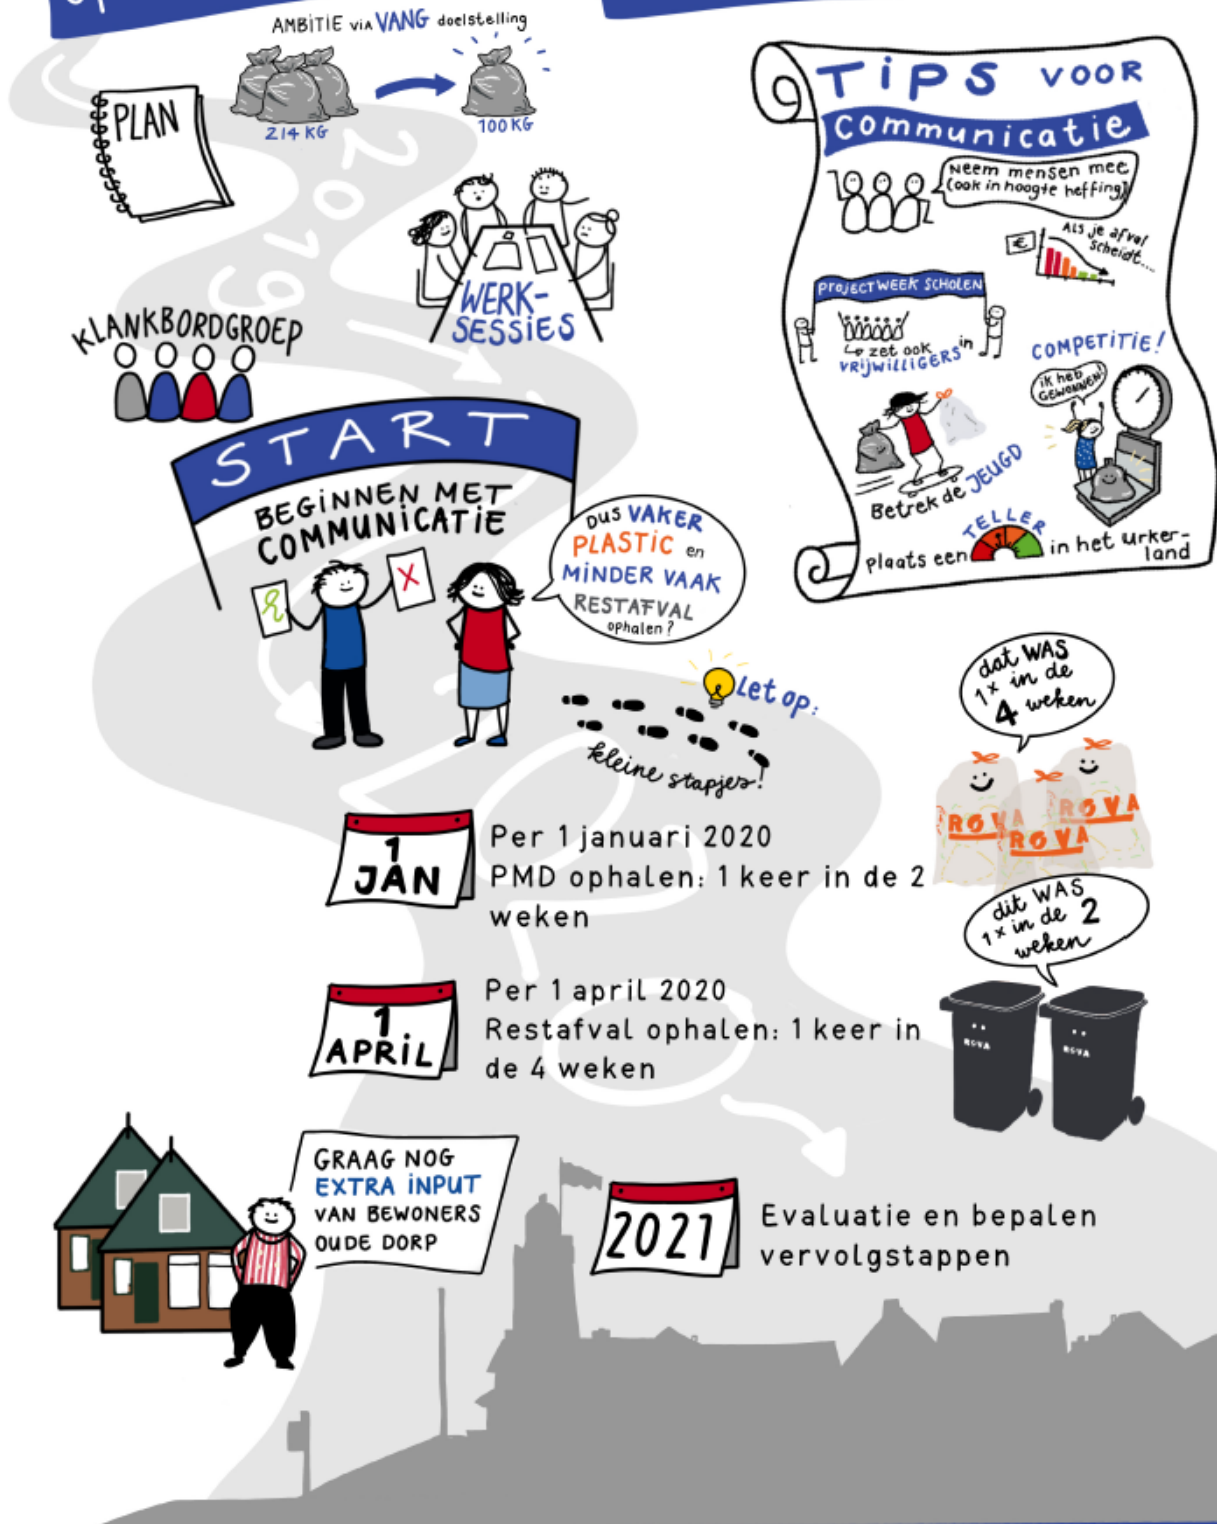 AMBITIE via VANG doelstelling
214 KG
100 KG
PLAN
2019
WERK-
SESSIES
KLANKBORDGROEP
START
BEGINNEN MET
COMMUNICATIE
DUS VAKER
PLASTIC en
MINDER VAAK
RESTAFVAL
ophalen?
Let op:
kleine stapjes!
TIPS VOOR
communicatie
Neem mensen mee
(ook in hoogte heffing)
€
Als je afval
scheidt....
PROJECTWEEK SCHOLEN
zet ook in
VRIJWILLIGERS
COMPETITIE!
ik heb
GEWONNEN!
Betrek de JEUGD
TELLER
plaats een in het urker-
land
dat WAS
1x in de
4 weken
ROVA
ROVA
ROVA
1
JAN
Per 1 januari 2020
PMD ophalen: 1 keer in de 2
weken
dit WAS
1x in de 2
weken
ROVA
ROVA
1
APRIL
Per 1 april 2020
Restafval ophalen: 1 keer in
de 4 weken
GRAAG NOG
EXTRA INPUT
VAN BEWONERS
OUDE DORP
2021
Evaluatie en bepalen
vervolgstappen